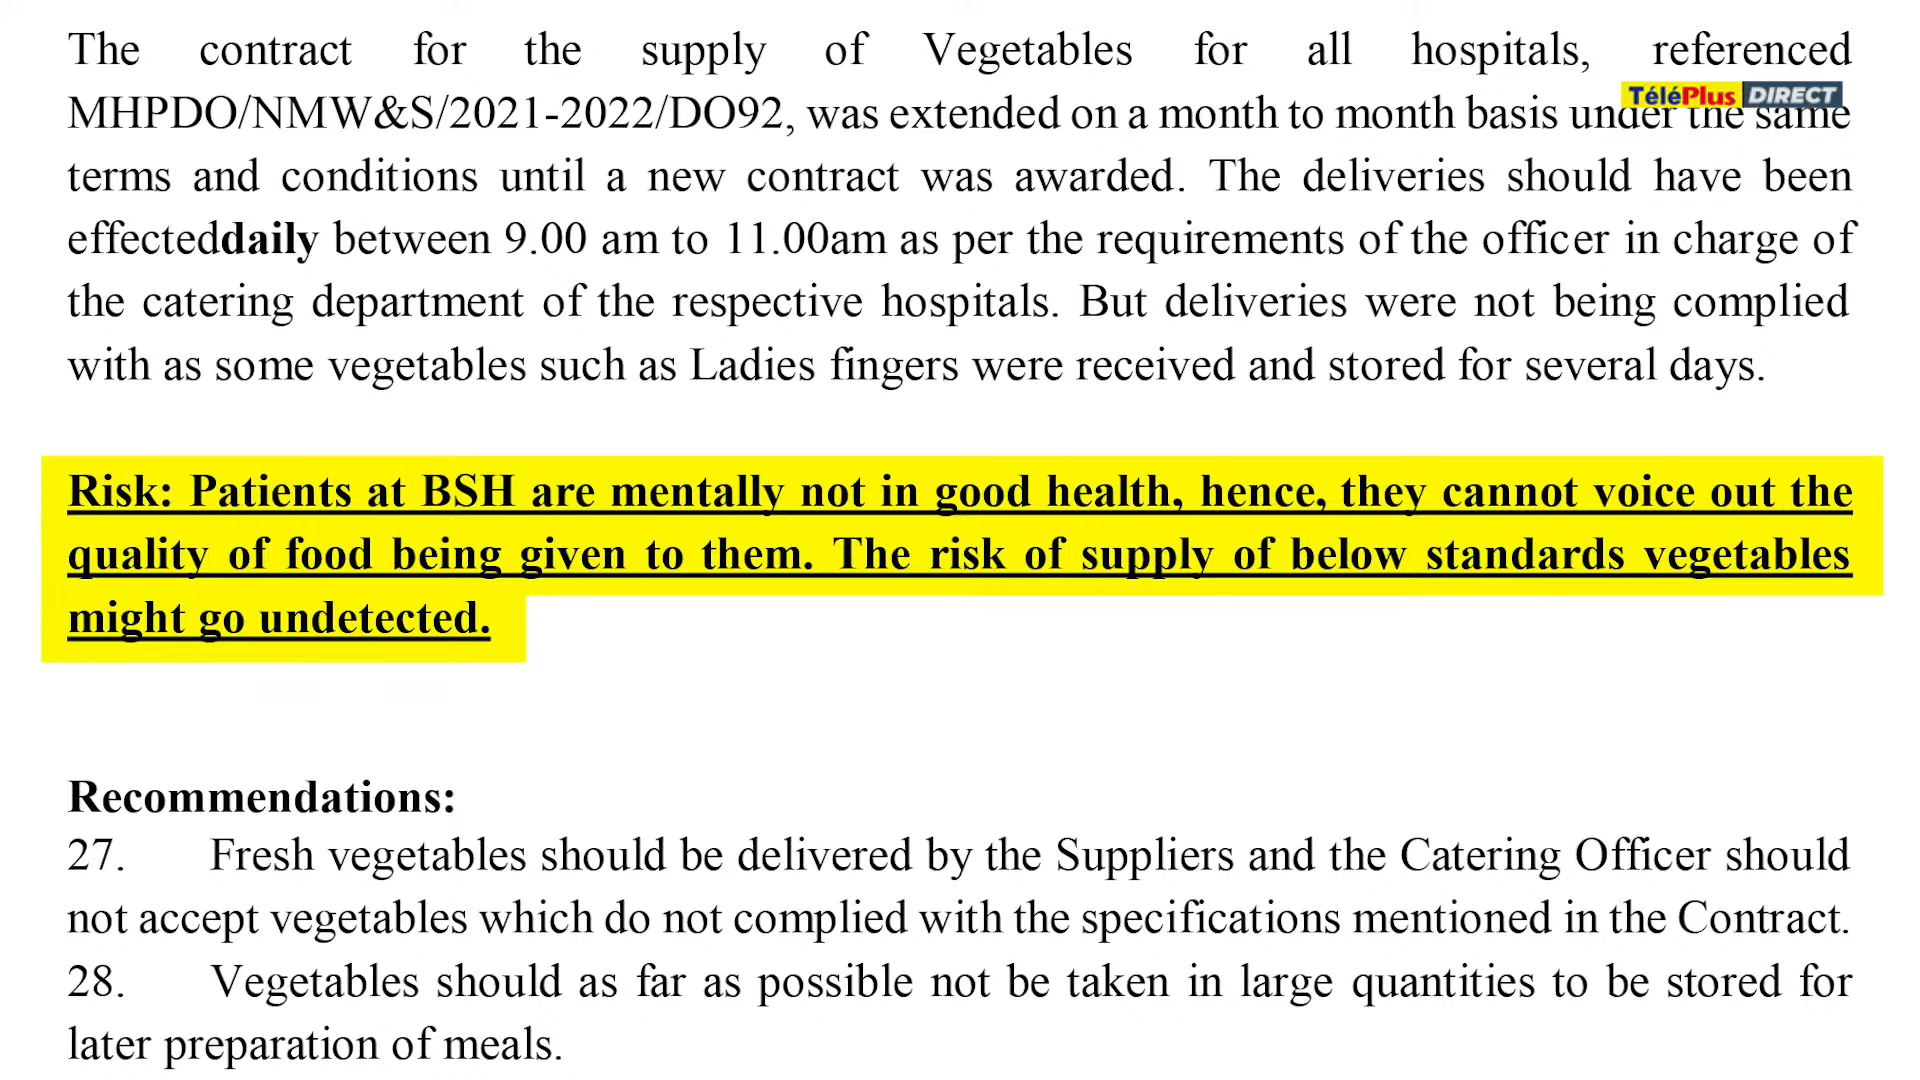 The contract for the supply of Vegetables for all hospitals, referenced
TéléPlus DIRECT
MHPDO/NMW&S/2021-2022/DO92, was extended on a month to month basis under the same
terms and conditions until a new contract was awarded. The deliveries should have been
effecteddaily between 9.00 am to 11.00am as per the requirements of the officer in charge of
the catering department of the respective hospitals. But deliveries were not being complied
with as some vegetables such as Ladies fingers were received and stored for several days.
Risk: Patients at BSH are mentally not in good health, hence, they cannot voice out the
quality of food being given to them. The risk of supply of below standards vegetables
might go undetected.
Recommendations:
27. Fresh vegetables should be delivered by the Suppliers and the Catering Officer should
not accept vegetables which do not complied with the specifications mentioned in the Contract.
28. Vegetables should as far as possible not be taken in large quantities to be stored for
later preparation of meals.